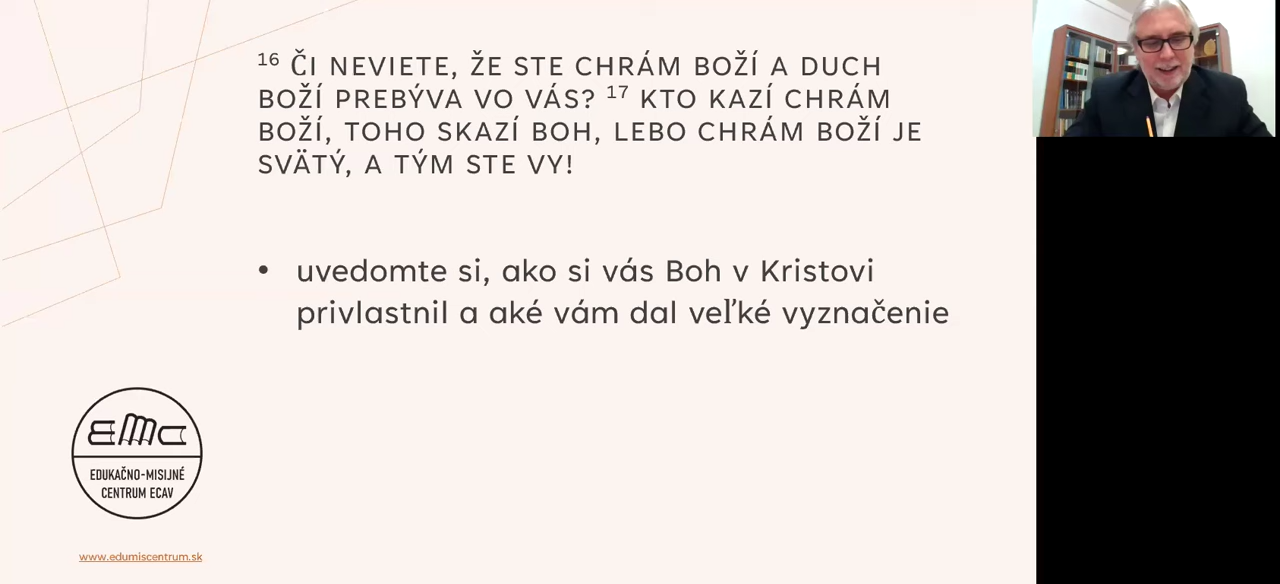 ¹⁶ ČI NEVIETE, ŽE STE CHRÁM BOŽÍ A DUCH
BOŽÍ PREBÝVA VO VÁS? ¹⁷ KTO KAZÍ CHRÁM
BOŽÍ, TOHO SKAZÍ BOH, LEBO CHRÁM BOŽÍ JE
SVÄTÝ, A TÝM STE VY!
• uvedomte si, ako si vás Boh v Kristovi
privlastnil a aké vám dal veľké vyznačenie
EMC
EDUKAČNO-MISIJNÉ
CENTRUM ECAV
www.edumiscentrum.sk